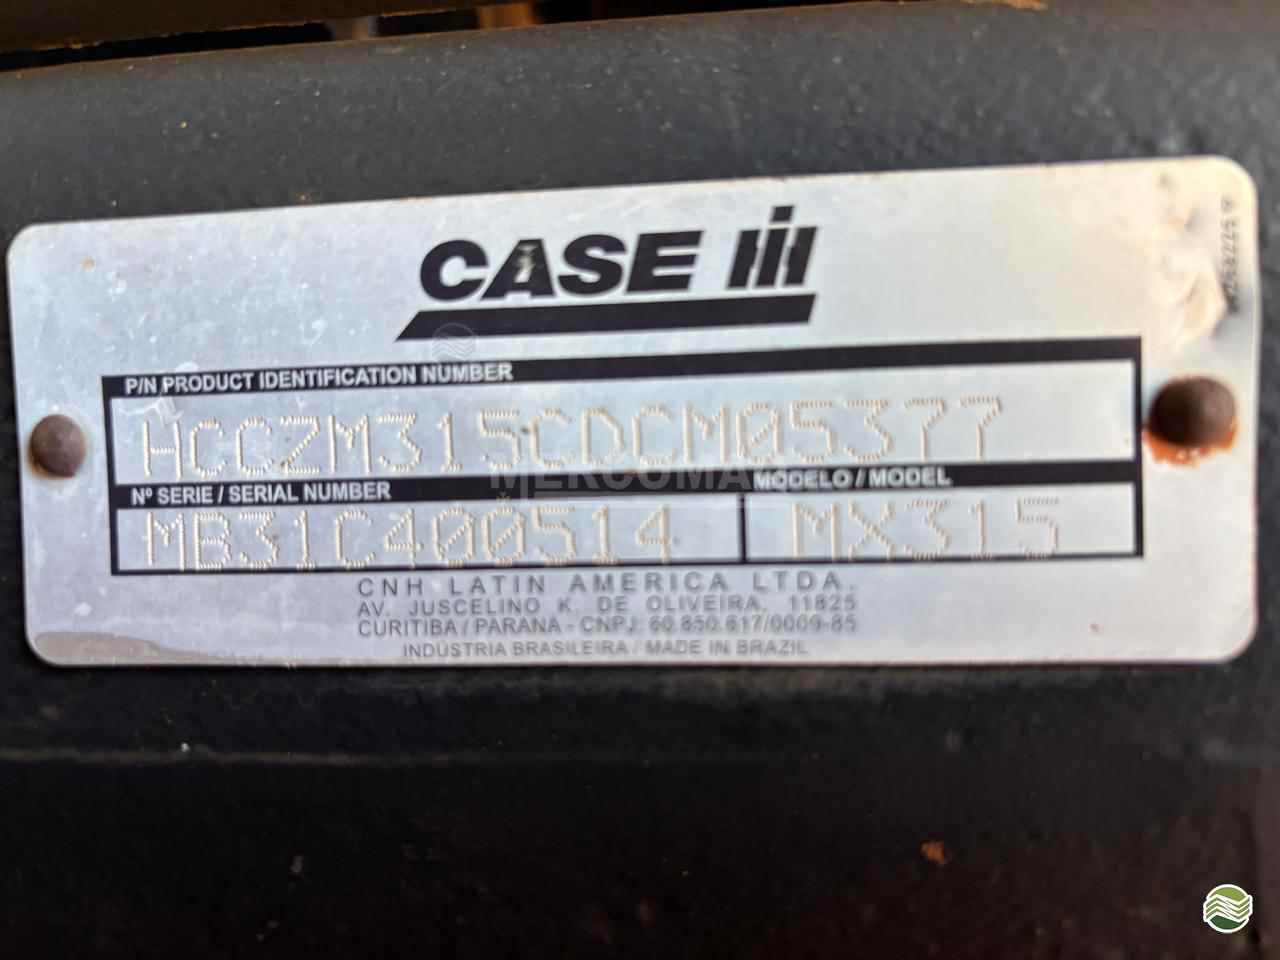 CASE IH
P/N PRODUCT IDENTIFICATION NUMBER
HCCZM315CDCM05377
Nº SERIE / SERIAL NUMBER
MODELO / MODEL
MB31C400514
MX315
CNH LATIN AMERICA LTDA.
AV. JUSCELINO K. DE OLIVEIRA, 11825
CURITIBA / PARANA - CNPJ: 60.850.617/0009-85
INDÚSTRIA BRASILEIRA / MADE IN BRAZIL